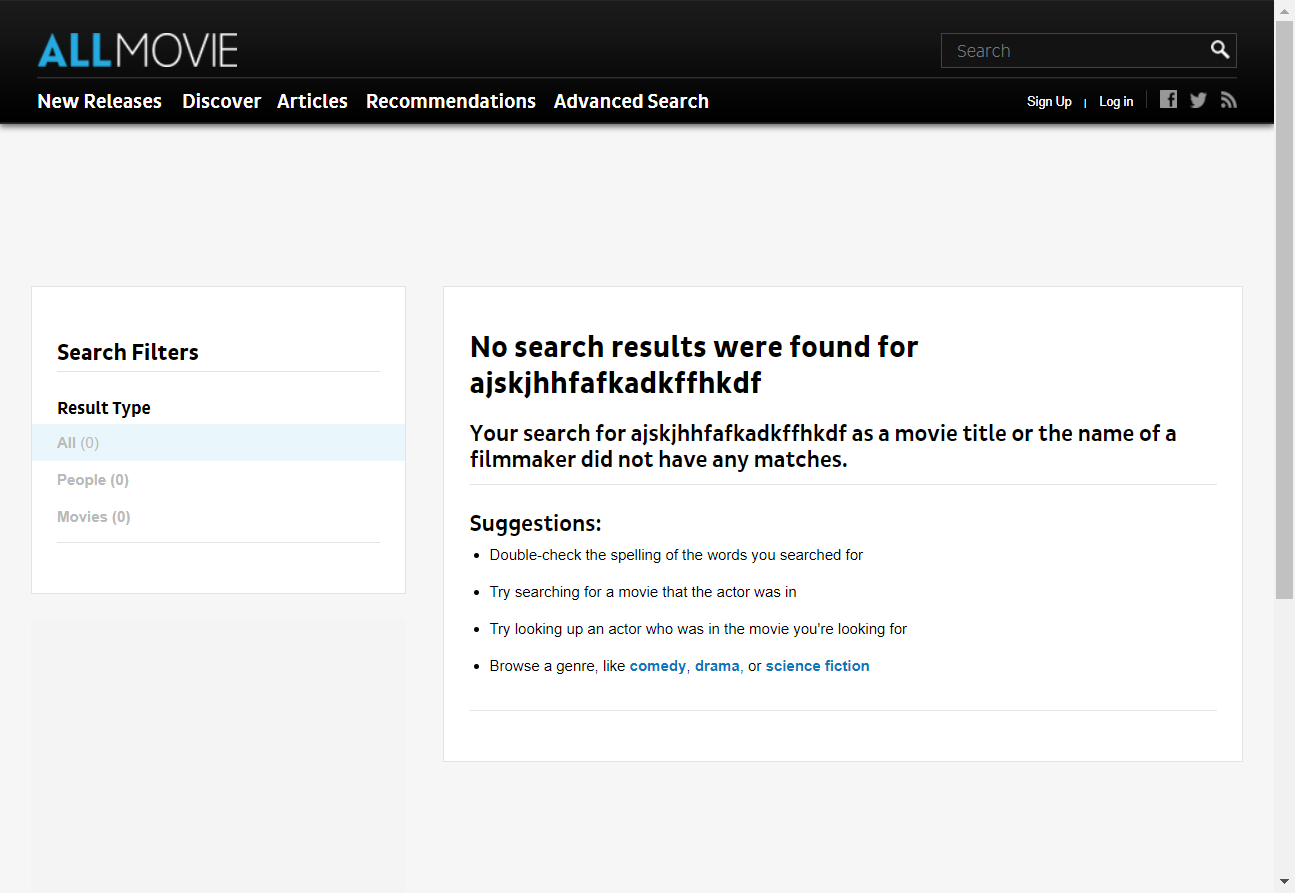 ALLMOVIE
Search
New Releases Discover Articles Recommendations Advanced Search
Sign Up | Log in
Search Filters
Result Type
All (0)
People (0)
Movies (0)
No search results were found for
ajskjhhfafkadkffhkdf
Your search for ajskjhhfafkadkffhkdf as a movie title or the name of a
filmmaker did not have any matches.
Suggestions:
• Double-check the spelling of the words you searched for
• Try searching for a movie that the actor was in
• Try looking up an actor who was in the movie you're looking for
• Browse a genre, like comedy, drama, or science fiction